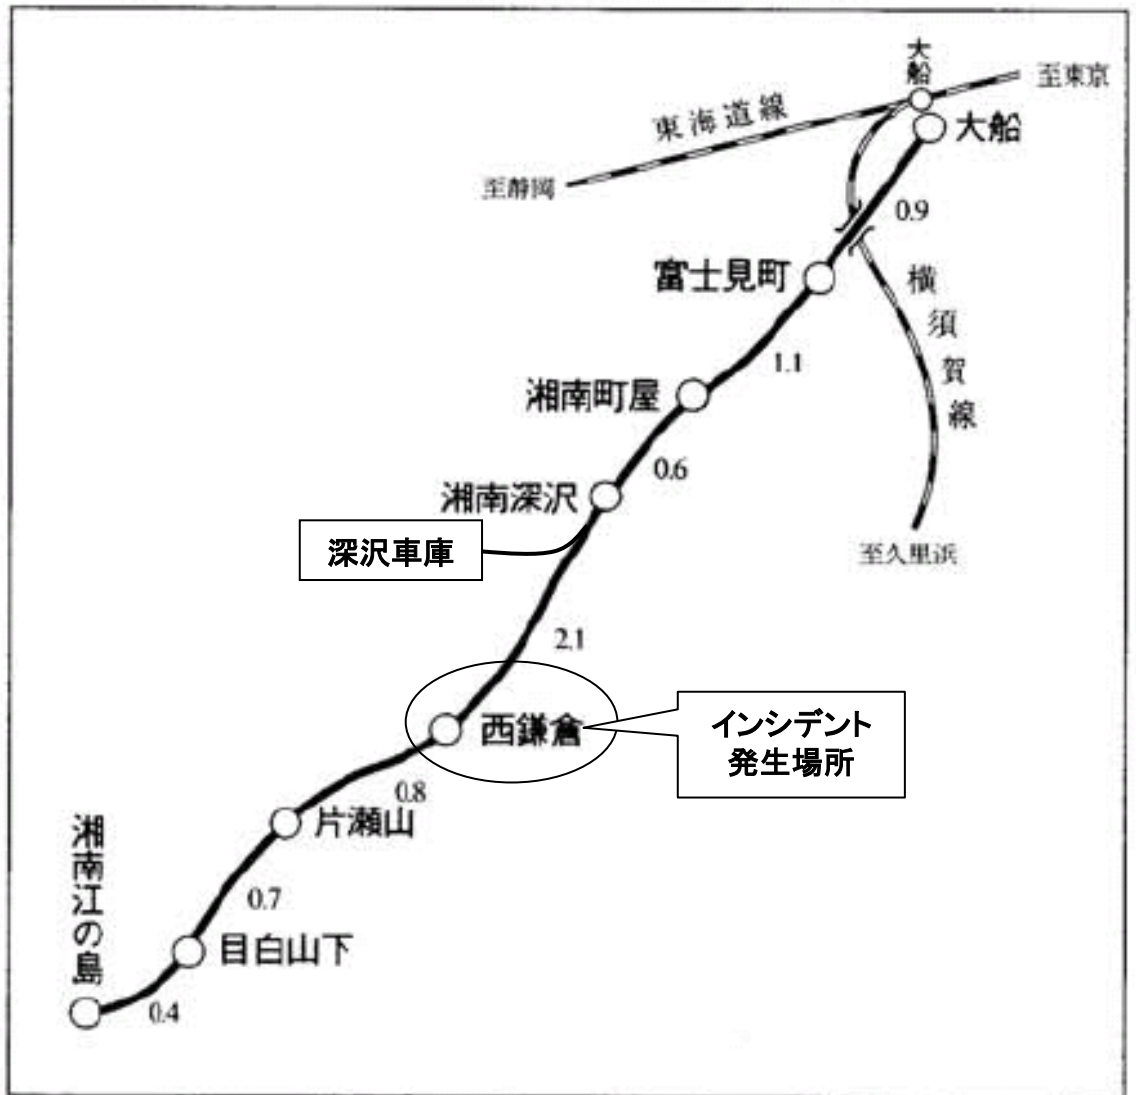 大船
至東京
東海道線
大船
至静岡
0.9
富士見町
横須賀線
1.1
湘南町屋
0.6
湘南深沢
深沢車庫
至久里浜
2.1
西鎌倉
インシデント
発生場所
0.8
片瀬山
湘南江の島
0.7
目白山下
0.4